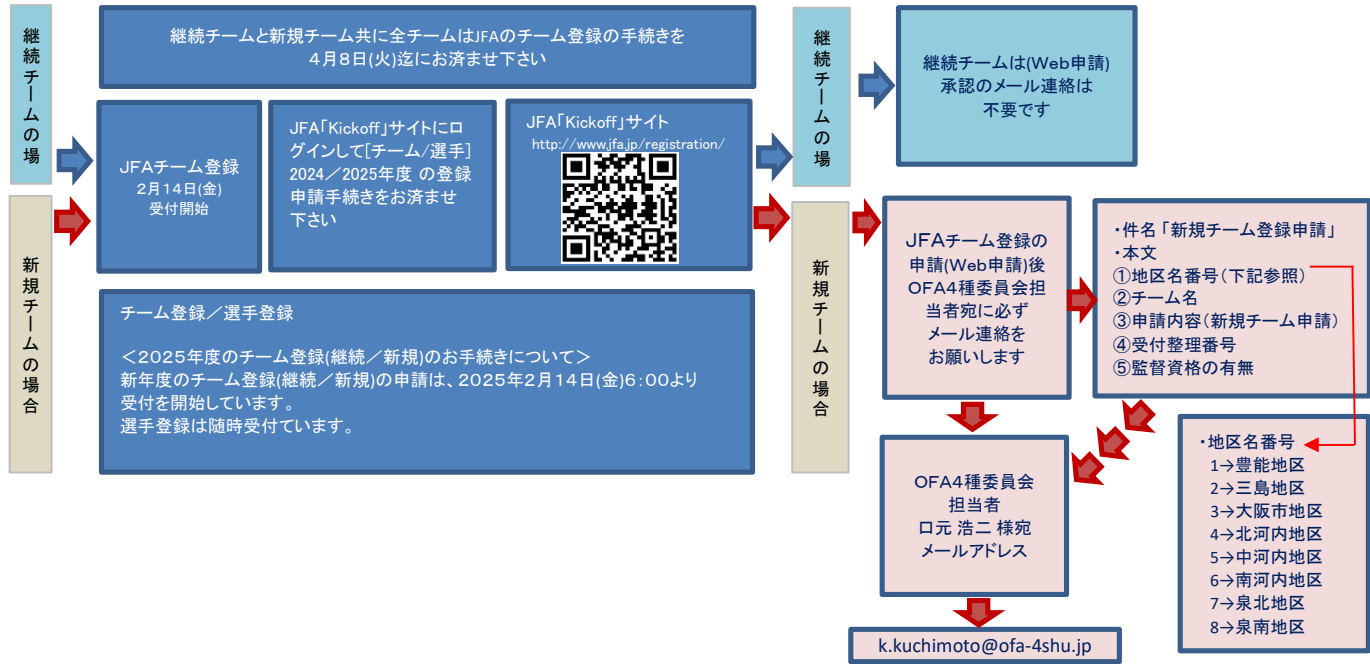 継続チームの場
継続チームと新規チーム共に全チームはJFAのチーム登録の手続きを
4月8日(火)迄にお済ませ下さい
JFAチーム登録
2月14日(金)
受付開始
JFA「Kickoff」サイトにロ
グインして[チーム/選手]
2024／2025年度 の登録
申請手続きをお済ませ
下さい
JFA「Kickoff」サイト
http://www.jfa.jp/registration/
新規チームの場合
チーム登録／選手登録
＜2025年度のチーム登録(継続／新規)のお手続きについて＞
新年度のチーム登録(継続／新規)の申請は、2025年2月14日(金)6:00より
受付を開始しています。
選手登録は随時受付ています。
継続チームの場
継続チームは(Web申請)
承認のメール連絡は
不要です
新規チームの場合
JFAチーム登録の
申請(Web申請)後
OFA4種委員会担
当者宛に必ず
メール連絡を
お願いします
・件名「新規チーム登録申請」
・本文
①地区名番号(下記参照)
②チーム名
③申請内容(新規チーム申請)
④受付整理番号
⑤監督資格の有無
・地区名番号
1→豊能地区
2→三島地区
3→大阪市地区
4→北河内地区
5→中河内地区
6→南河内地区
7→泉北地区
8→泉南地区
OFA4種委員会
担当者
口元 浩二 様宛
メールアドレス
k.kuchimoto@ofa-4shu.jp